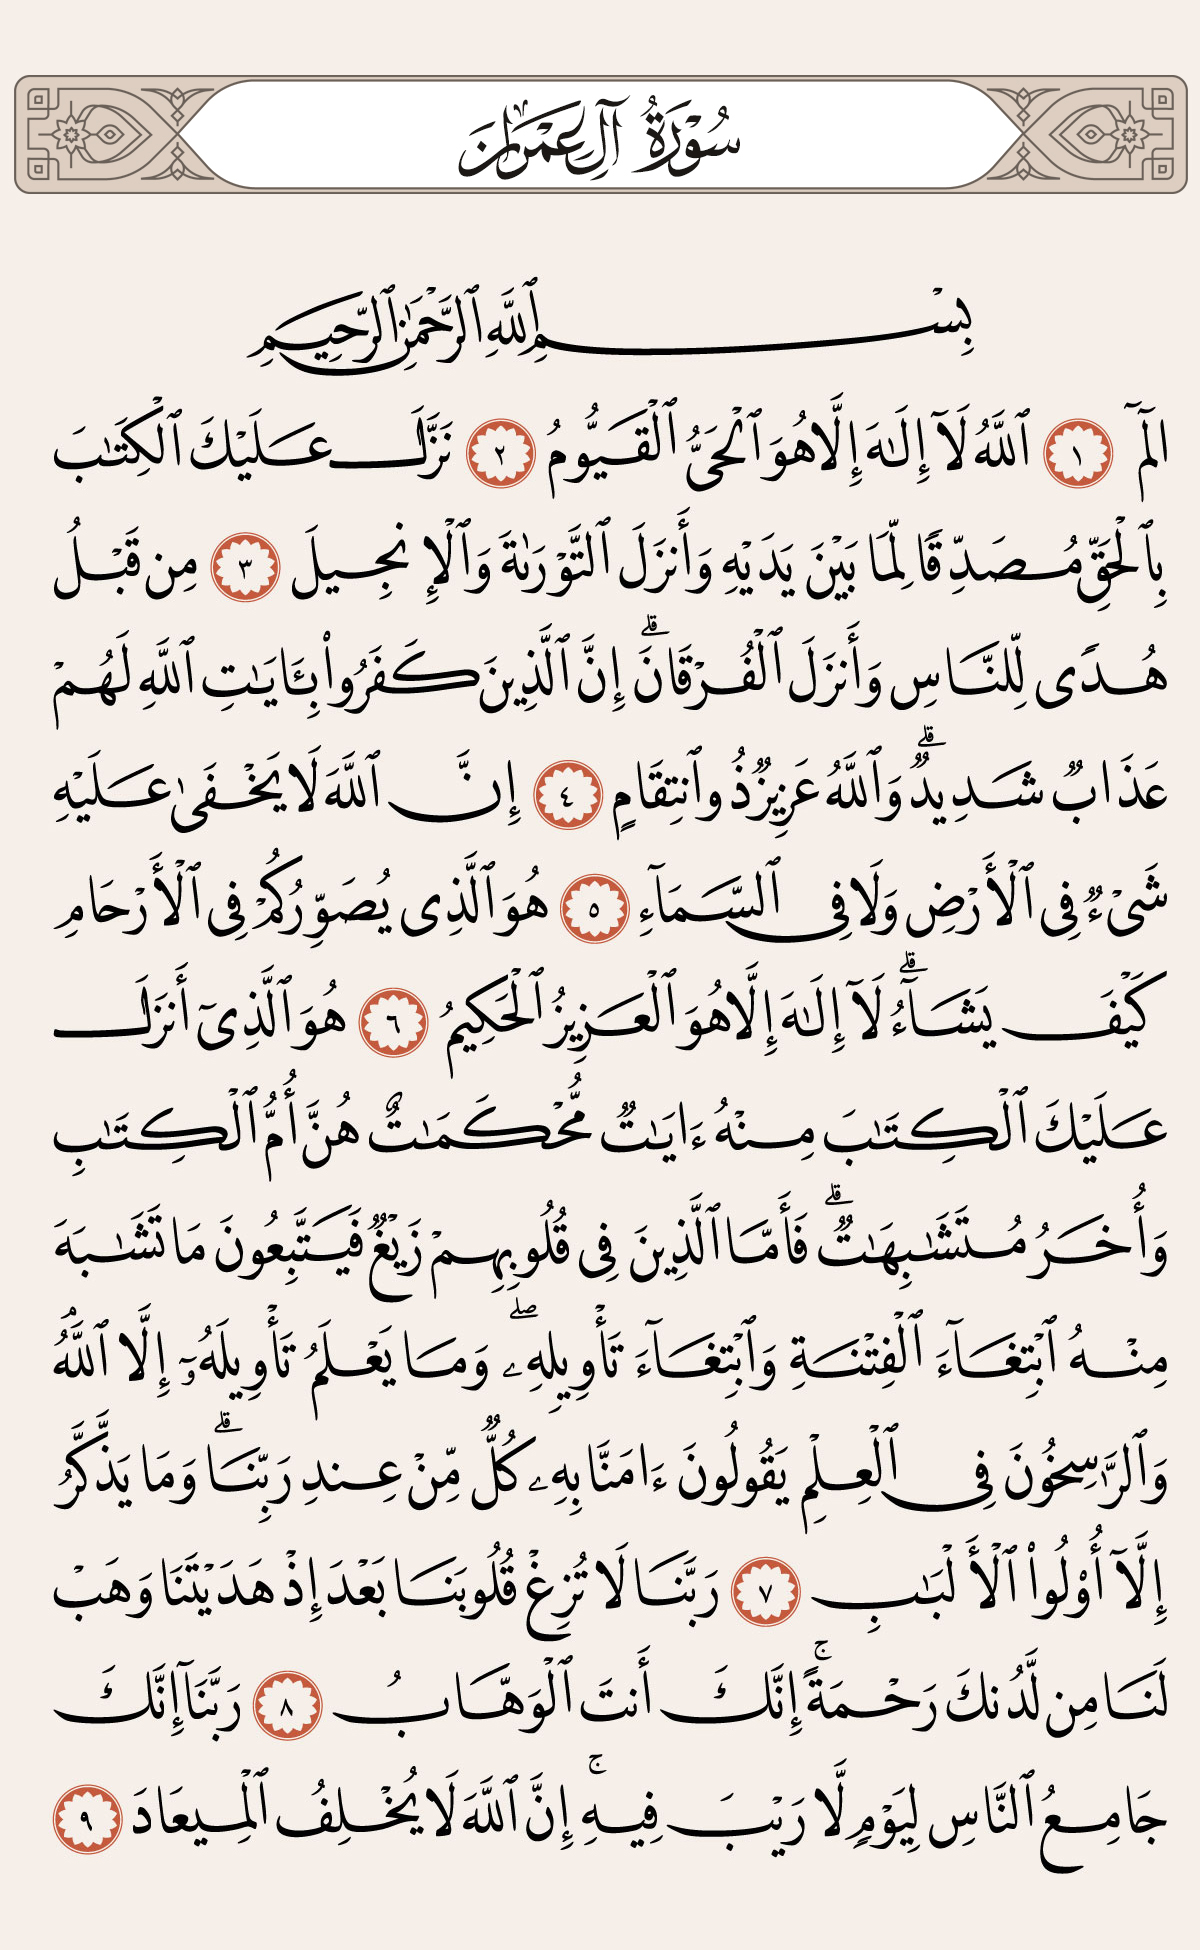 سُورَةُ آلِ عِمْرَانَ
بِسْمِ ٱللَّهِ ٱلرَّحْمَٰنِ ٱلرَّحِيمِ
الٓمٓ ١ ٱللَّهُ لَآ إِلَٰهَ إِلَّا هُوَ ٱلْحَىُّ ٱلْقَيُّومُ ٢ نَزَّلَ عَلَيْكَ ٱلْكِتَٰبَ
بِٱلْحَقِّ مُصَدِّقًا لِّمَا بَيْنَ يَدَيْهِ وَأَنزَلَ ٱلتَّوْرَىٰةَ وَٱلْإِنجِيلَ ٣ مِن قَبْلُ
هُدًى لِّلنَّاسِ وَأَنزَلَ ٱلْفُرْقَانَ ۗ إِنَّ ٱلَّذِينَ كَفَرُوا۟ بِـَٔايَٰتِ ٱللَّهِ لَهُمْ
عَذَابٌ شَدِيدٌ ۗ وَٱللَّهُ عَزِيزٌ ذُو ٱنتِقَامٍ ٤ إِنَّ ٱللَّهَ لَا يَخْفَىٰ عَلَيْهِ
شَىْءٌ فِى ٱلْأَرْضِ وَلَا فِى ٱلسَّمَآءِ ٥ هُوَ ٱلَّذِى يُصَوِّرُكُمْ فِى ٱلْأَرْحَامِ
كَيْفَ يَشَآءُ ۗ لَآ إِلَٰهَ إِلَّا هُوَ ٱلْعَزِيزُ ٱلْحَكِيمُ ٦ هُوَ ٱلَّذِىٓ أَنزَلَ
عَلَيْكَ ٱلْكِتَٰبَ مِنْهُ ءَايَٰتٌ مُّحْكَمَٰتٌ هُنَّ أُمُّ ٱلْكِتَٰبِ
وَأُخَرُ مُتَشَٰبِهَٰتٌ ۗ فَأَمَّا ٱلَّذِينَ فِى قُلُوبِهِمْ زَيْغٌ فَيَتَّبِعُونَ مَا تَشَٰبَهَ
مِنْهُ ٱبْتِغَآءَ ٱلْفِتْنَةِ وَٱبْتِغَآءَ تَأْوِيلِهِۦ ۖ وَمَا يَعْلَمُ تَأْوِيلَهُۥٓ إِلَّا ٱللَّهُ
وَٱلرَّٰسِخُونَ فِى ٱلْعِلْمِ يَقُولُونَ ءَامَنَّا بِهِۦ كُلٌّ مِّنْ عِندِ رَبِّنَا ۗ وَمَا يَذَّكَّرُ
إِلَّآ أُو۟لُوا۟ ٱلْأَلْبَٰبِ ٧ رَبَّنَا لَا تُزِغْ قُلُوبَنَا بَعْدَ إِذْ هَدَيْتَنَا وَهَبْ
لَنَا مِن لَّدُنكَ رَحْمَةً ۚ إِنَّكَ أَنتَ ٱلْوَهَّابُ ٨ رَبَّنَآ إِنَّكَ
جَامِعُ ٱلنَّاسِ لِيَوْمٍ لَّا رَيْبَ فِيهِ ۚ إِنَّ ٱللَّهَ لَا يُخْلِفُ ٱلْمِيعَادَ ٩